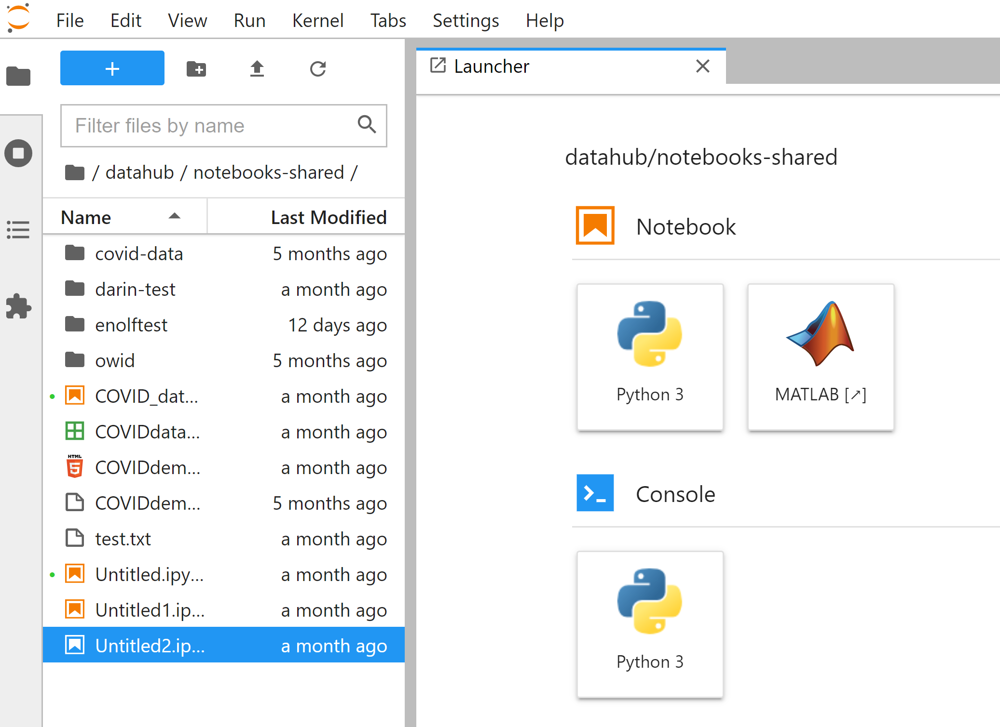 File Edit View Run Kernel Tabs Settings Help
+
Filter files by name
/ datahub / notebooks-shared /
Name Last Modified
covid-data 5 months ago
darin-test a month ago
enolftest 12 days ago
owid 5 months ago
COVID_dat... a month ago
COVIDdata... a month ago
HTML 5 COVIDdem... a month ago
COVIDdem... 5 months ago
test.txt a month ago
Untitled.ipy... a month ago
Untitled1.ip... a month ago
Untitled2.ip... a month ago
Launcher
datahub/notebooks-shared
Notebook
Python 3
MATLAB [↗]
Console
Python 3